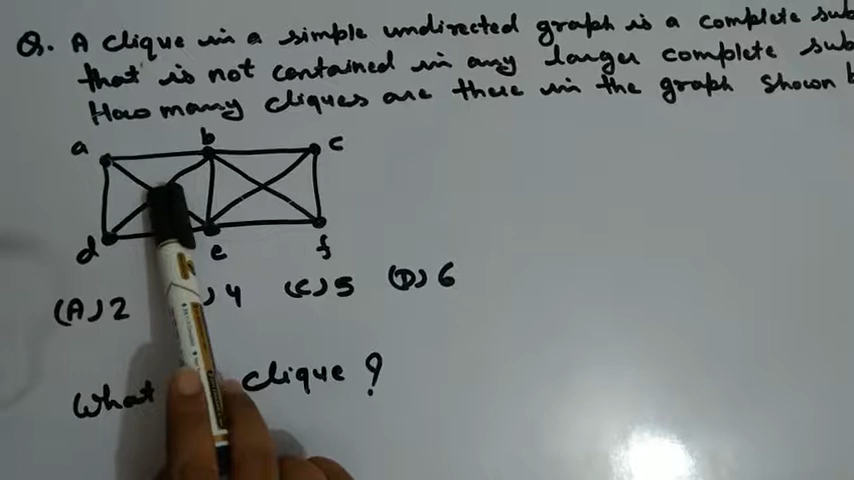 Q. A clique in a simple undirected graph is a complete sub
that is not contained in any larger complete sub
How many cliques are there in the graph shown
a b c
d e f
(A) 2 ) 4 (C) 5 (D) 6
What clique ?